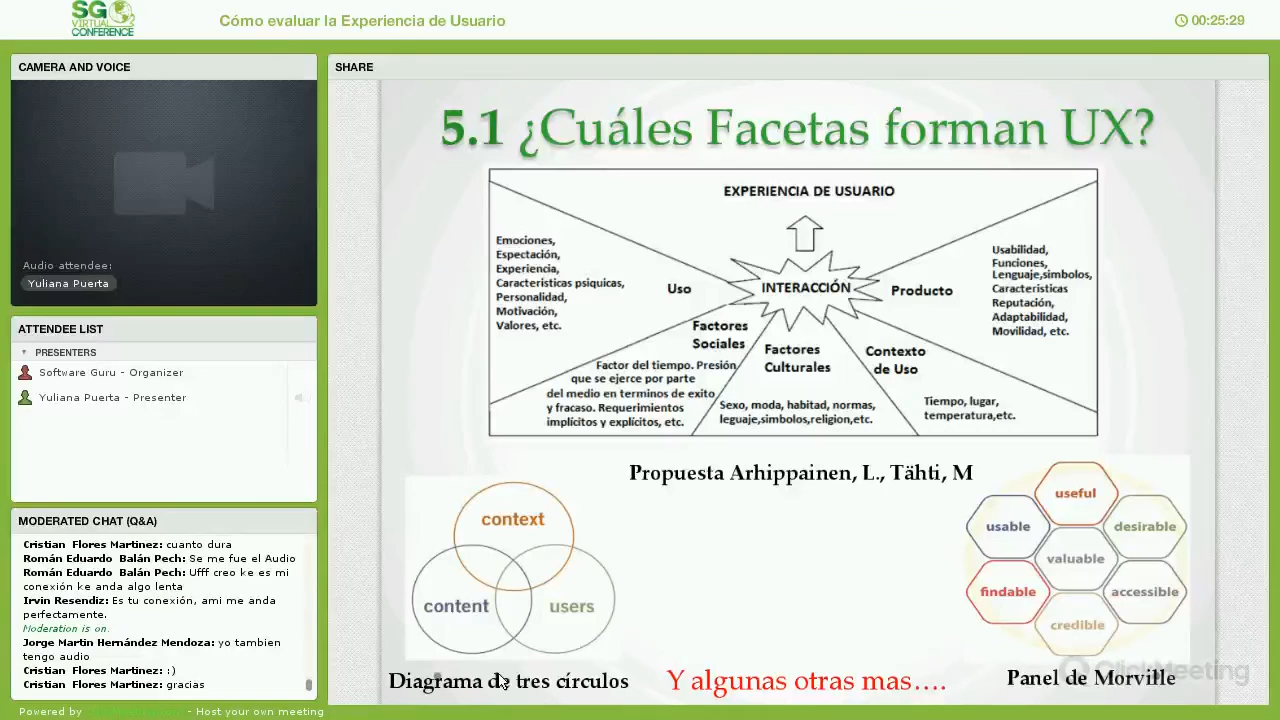 SG
VIRTUAL
CONFERENCE
Cómo evaluar la Experiencia de Usuario
00:25:29
CAMERA AND VOICE
Audio attendee:
Yuliana Puerta
ATTENDEE LIST
PRESENTERS
Software Guru - Organizer
Yuliana Puerta - Presenter
MODERATED CHAT (Q&A)
Cristian Flores Martinez: cuanto dura
Román Eduardo Balán Pech: Se me fue el Audio
Román Eduardo Balán Pech: Ufff creo ke es mi
conexión ke anda algo lenta
Irvin Resendiz: Es tu conexión, ami me anda
perfectamente.
Moderation is on.
Jorge Martin Hernández Mendoza: yo tambien
tengo audio
Cristian Flores Martinez: :)
Cristian Flores Martinez: gracias
Powered by
- Host your own meeting
SHARE
5.1 ¿Cuáles Facetas forman UX?
EXPERIENCIA DE USUARIO
Emociones,
Espectación,
Experiencia,
Caracteristicas psiquicas,
Personalidad,
Motivación,
Valores, etc.
Uso
INTERACCIÓN
Producto
Usabilidad,
Funciones,
Lenguaje,simbolos,
Caracteristicas
Reputación,
Adaptabilidad,
Movilidad, etc.
Factores
Sociales
Factor del tiempo. Presión
que se ejerce por parte
del medio en terminos de exito
y fracaso. Requerimientos
implícitos y explícitos, etc.
Factores
Culturales
Sexo, moda, habitad, normas,
leguaje,simbolos,religion,etc.
Contexto
de Uso
Tiempo, lugar,
temperatura,etc.
Propuesta Arhippainen, L., Tähti, M
context
content
users
Diagrama de tres círculos
Y algunas otras mas....
useful
usable
desirable
valuable
findable
accessible
credible
Panel de Morville
ClickMeeting